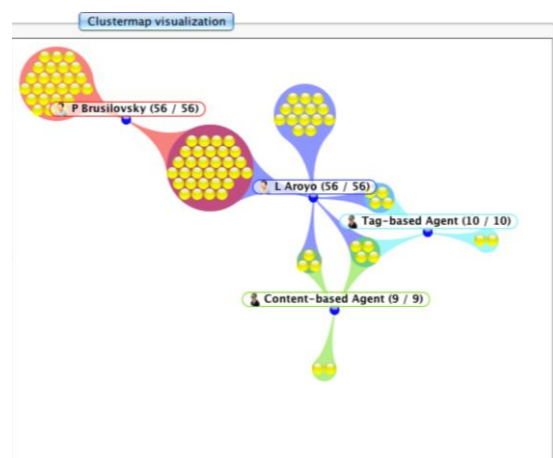 Clustermap visualization
P Brusilovsky (56 / 56)
L Aroyo (56 / 56)
Tag-based Agent (10 / 10)
Content-based Agent (9 / 9)